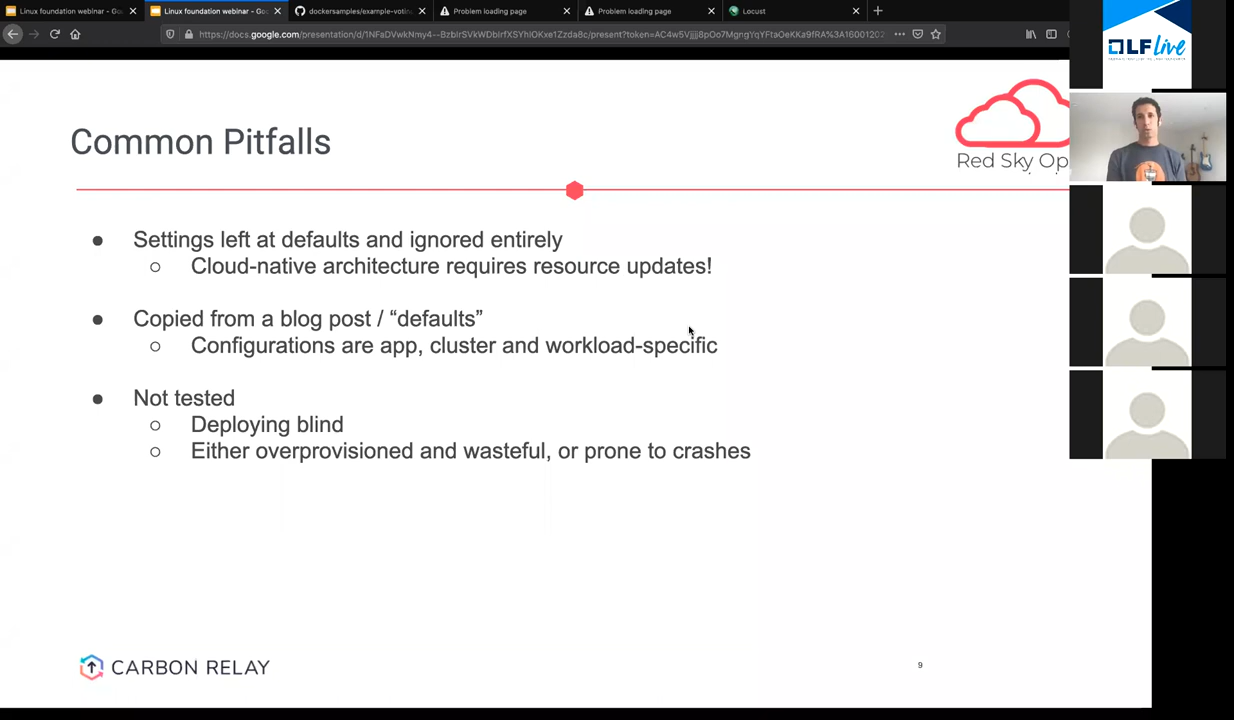 Linux foundation webinar - Go
Linux foundation webinar - Goo
dockersamples/example-votin
Problem loading page
Problem loading page
Locust
LF live
Common Pitfalls
Red Sky Op
● Settings left at defaults and ignored entirely
○ Cloud-native architecture requires resource updates!
● Copied from a blog post / “defaults”
○ Configurations are app, cluster and workload-specific
● Not tested
○ Deploying blind
○ Either overprovisioned and wasteful, or prone to crashes
CARBON RELAY
9